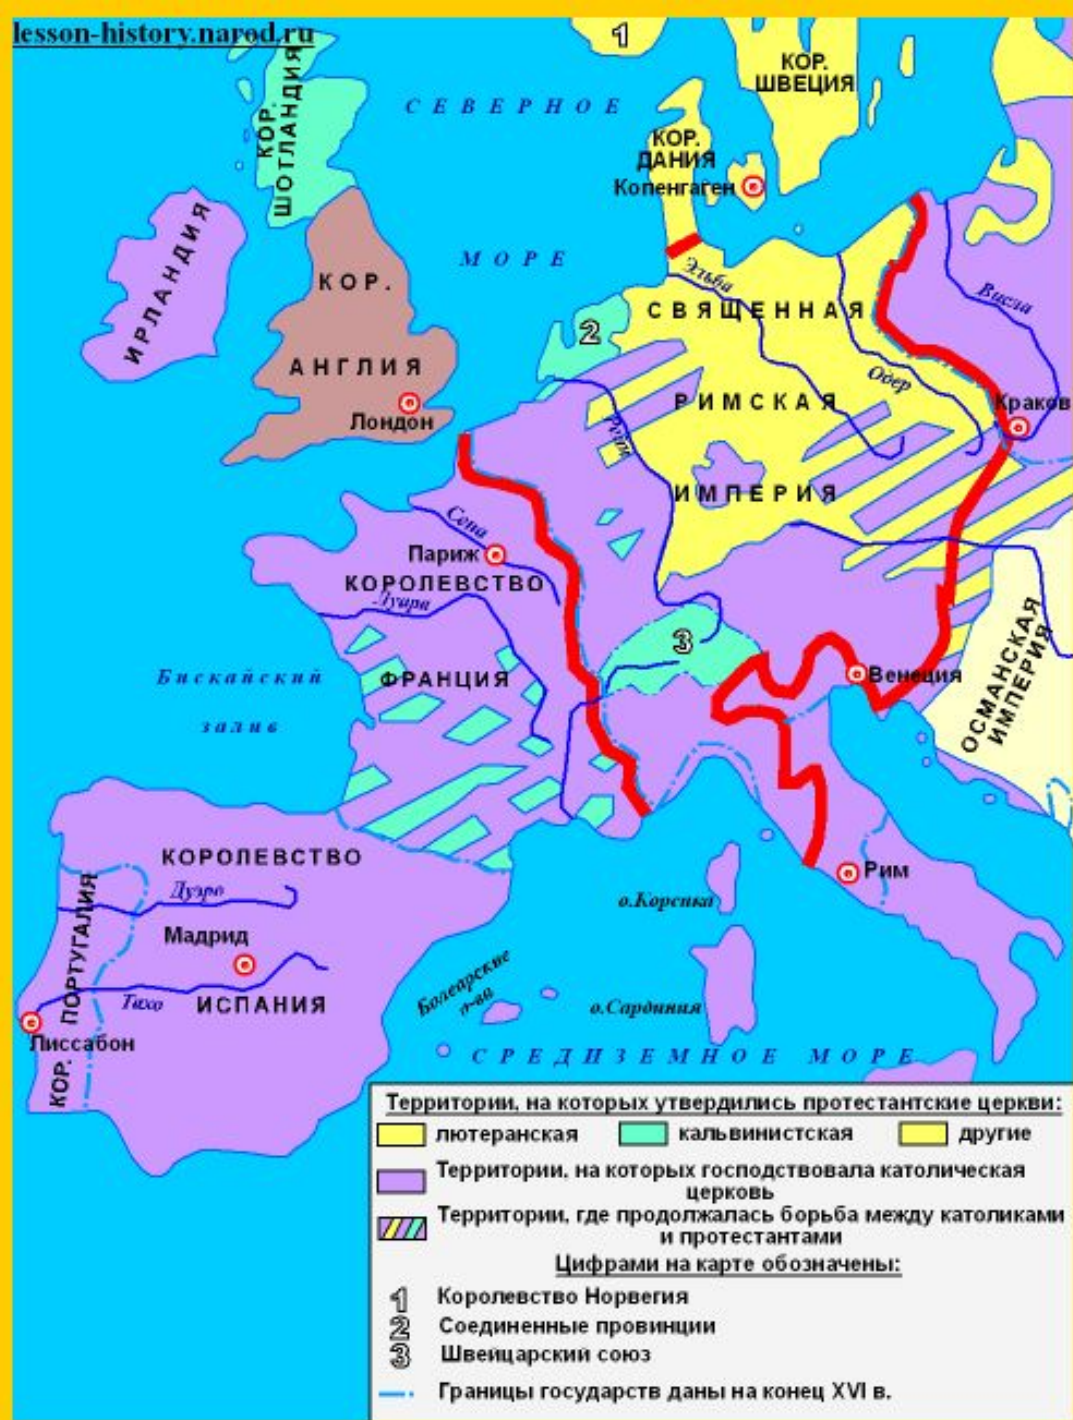 lesson-history.narod.ru
1
КОР.
ШВЕЦИЯ
КОР.
ШОТЛАНДИЯ
СЕВЕРНОЕ
КОР.
ДАНИЯ
Копенгаген
ИРЛАНДИЯ
МОРЕ
Эльба
КОР.
СВЯЩЕННАЯ
Висла
2
АНГЛИЯ
Одер
Лондон
РИМСКАЯ
Краков
Рейн
ИМПЕРИЯ
Сена
Париж
КОРОЛЕВСТВО
Луара
3
Бискайский
ФРАНЦИЯ
Венеция
залив
ОСМАНСКАЯ
ИМПЕРИЯ
КОРОЛЕВСТВО
Рим
Дуэро
о.Корсика
КОР. ПОРТУГАЛИЯ
Мадрид
Болеарские
о-ва
Тахо
ИСПАНИЯ
о.Сардиния
Лиссабон
СРЕДИЗЕМНОЕ МОРЕ
Территории, на которых утвердились протестантские церкви:
лютеранская кальвинистская другие
Территории, на которых господствовала католическая
церковь
Территории, где продолжалась борьба между католиками
и протестантами
Цифрами на карте обозначены:
1 Королевство Норвегия
2 Соединенные провинции
3 Швейцарский союз
Границы государств даны на конец XVI в.